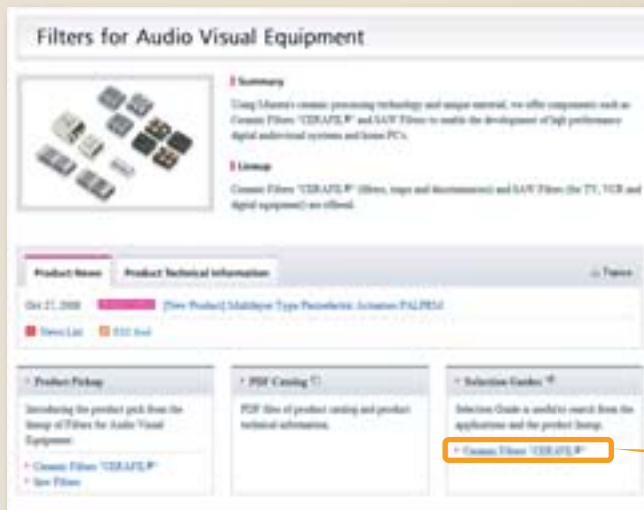 Filters for Audio Visual Equipment
Summary
Using Murata's ceramic processing technology and unique material, we offer components such as
Ceramic Filters "CERAFIL®" and SAW Filters to enable the development of high performance
digital audiovisual systems and home PC's.
Lineup
Ceramic Filters "CERAFIL®" (filters, traps and discriminators) and SAW Filters (for TV, VCR and
digital equipment) are offered.
Product News
Product Technical Information
Topics
Oct 27, 2008 [New Product] Multilayer Type Piezoelectric Actuators PALPRM
News List
RSS feed
Product Pickup
Introducing the product pick from the
lineup of Filters for Audio Visual
Equipment.
Ceramic Filters "CERAFIL®"
Saw Filters
PDF Catalog
PDF files of product catalog and product
technical information.
Selection Guides
Selection Guide is useful to search from the
applications and the product lineup.
Ceramic Filters "CERAFIL®"